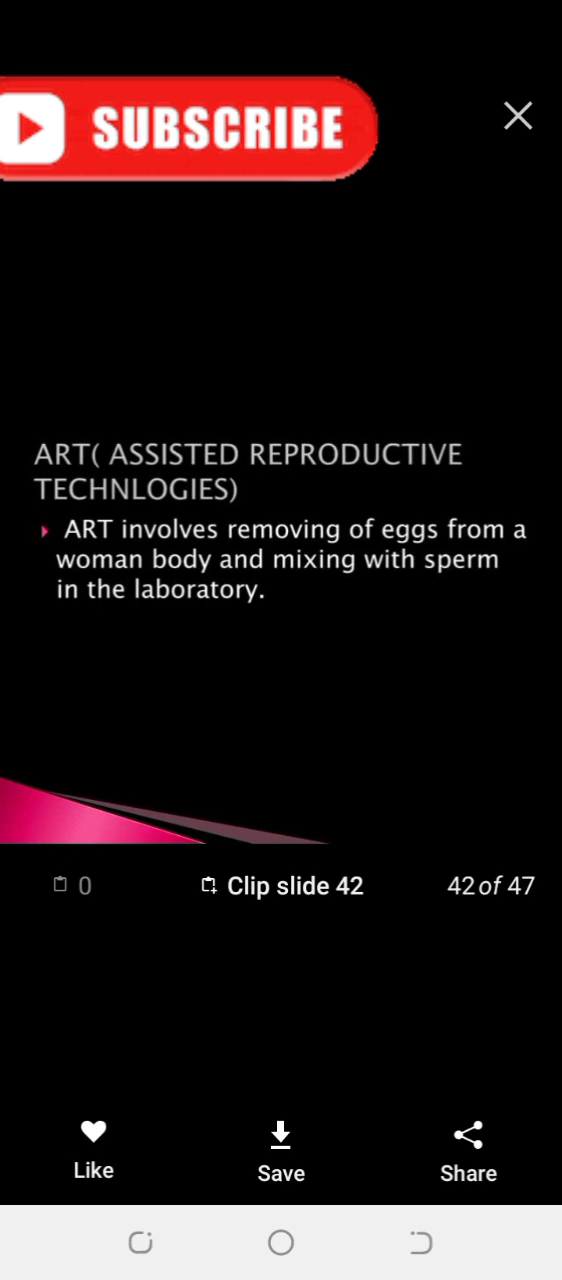 SUBSCRIBE
ART( ASSISTED REPRODUCTIVE
TECHNLOGIES)
ART involves removing of eggs from a
woman body and mixing with sperm
in the laboratory.
0 Clip slide 42 42 of 47
Like Save Share